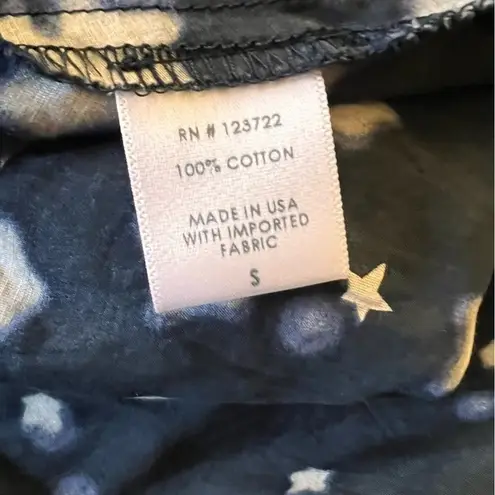 RN # 123722
100% COTTON
MADE IN USA
WITH IMPORTED
FABRIC
S